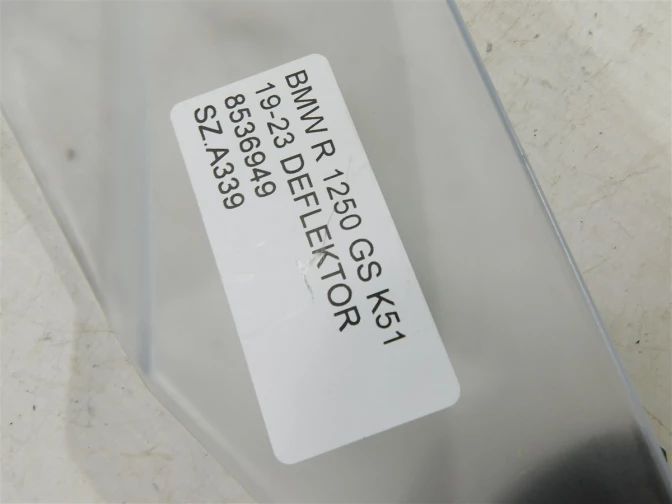 BMW R 1250 GS K51
19-23 DEFLEKTOR
8536949
SZ.A339